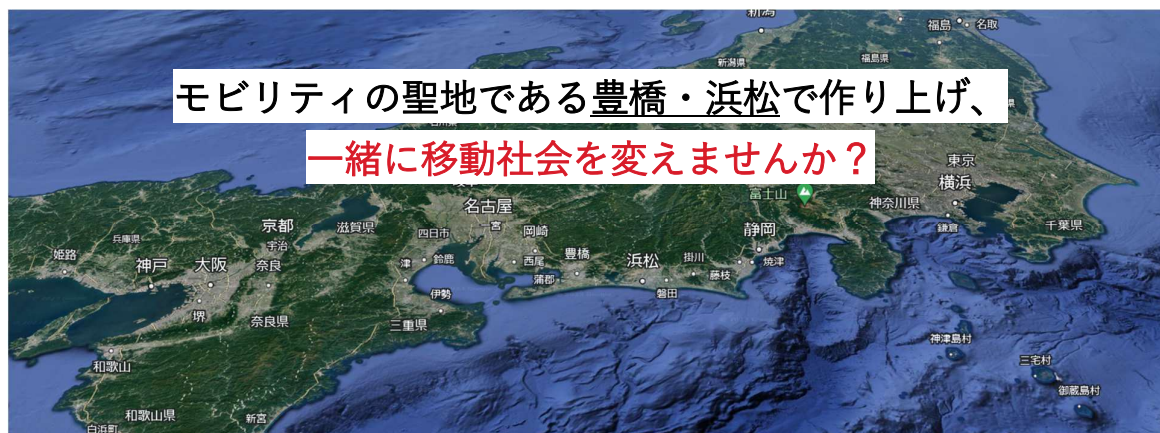 新潟
福島
名取
新潟県
福島県
モビリティの聖地である豊橋・浜松で作り上げ、
一緒に移動社会を変えませんか？
東京
横浜
富士山
神奈川県
名古屋
一宮
京都
滋賀県
四日市
岡崎
静岡
鎌倉
千葉県
兵庫県
宇治
姫路
神戸
大阪
奈良
津
鈴鹿
西尾
豊橋
浜松
掛川
焼津
藤枝
蒲郡
磐田
伊勢
堺
奈良県
三重県
神津島村
三宅村
和歌山
御蔵島村
和歌山県
新宮
白浜町